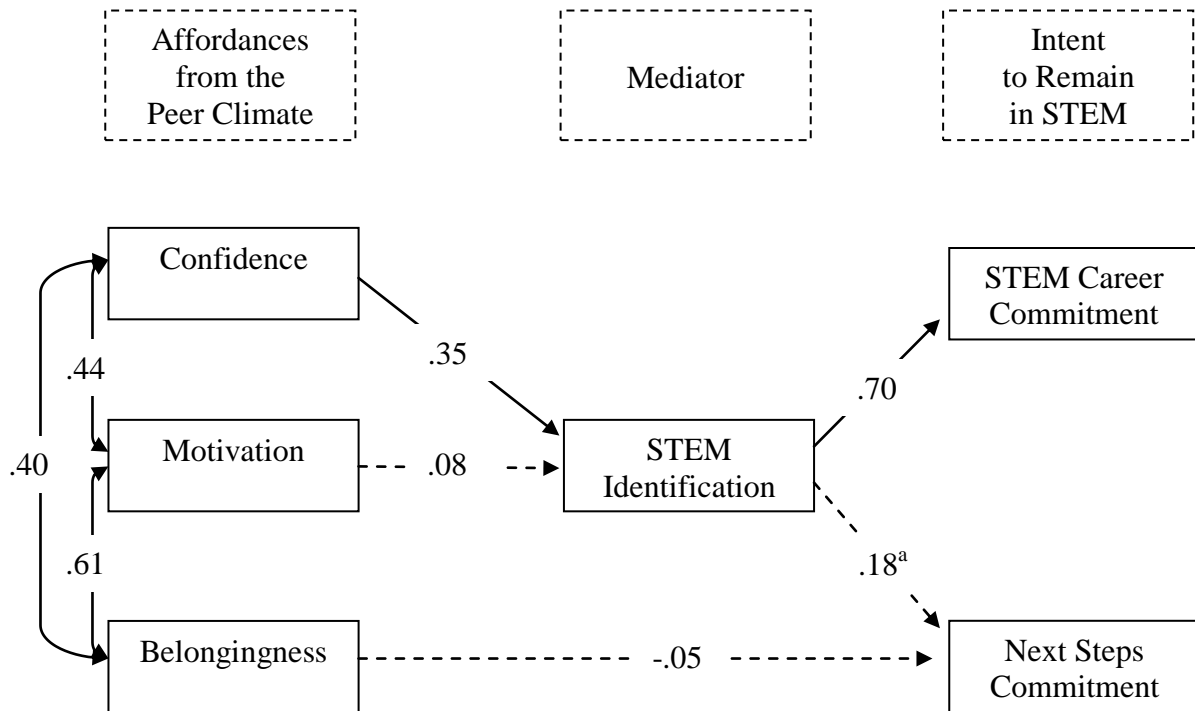 Affordances
from the
Peer Climate
Mediator
Intent
to Remain
in STEM
Confidence
STEM Career
Commitment
.35
.44
.70
Motivation
.08
STEM
Identification
.40
.61
.18ᵃ
Belongingness
-.05
Next Steps
Commitment